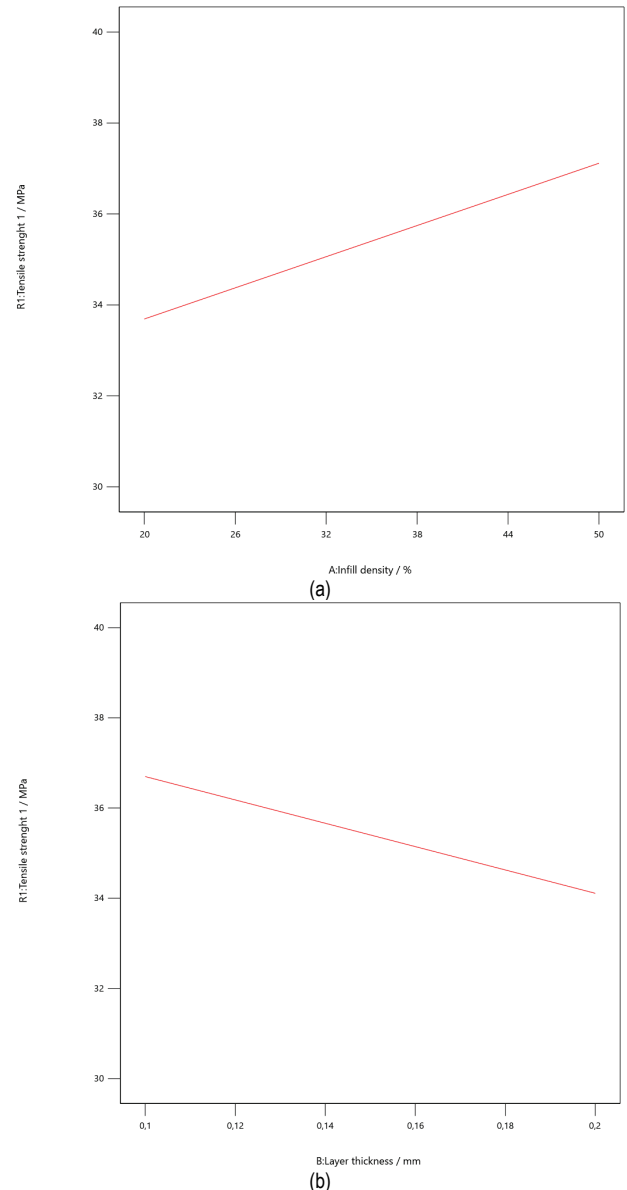 40
38
36
34
32
30
R1:Tensile strenght 1 / MPa
20 26 32 38 44 50
A:Infill density / %
(a)
40
38
36
34
32
30
R1:Tensile strenght 1 / MPa
0,1 0,12 0,14 0,16 0,18 0,2
B:Layer thickness / mm
(b)